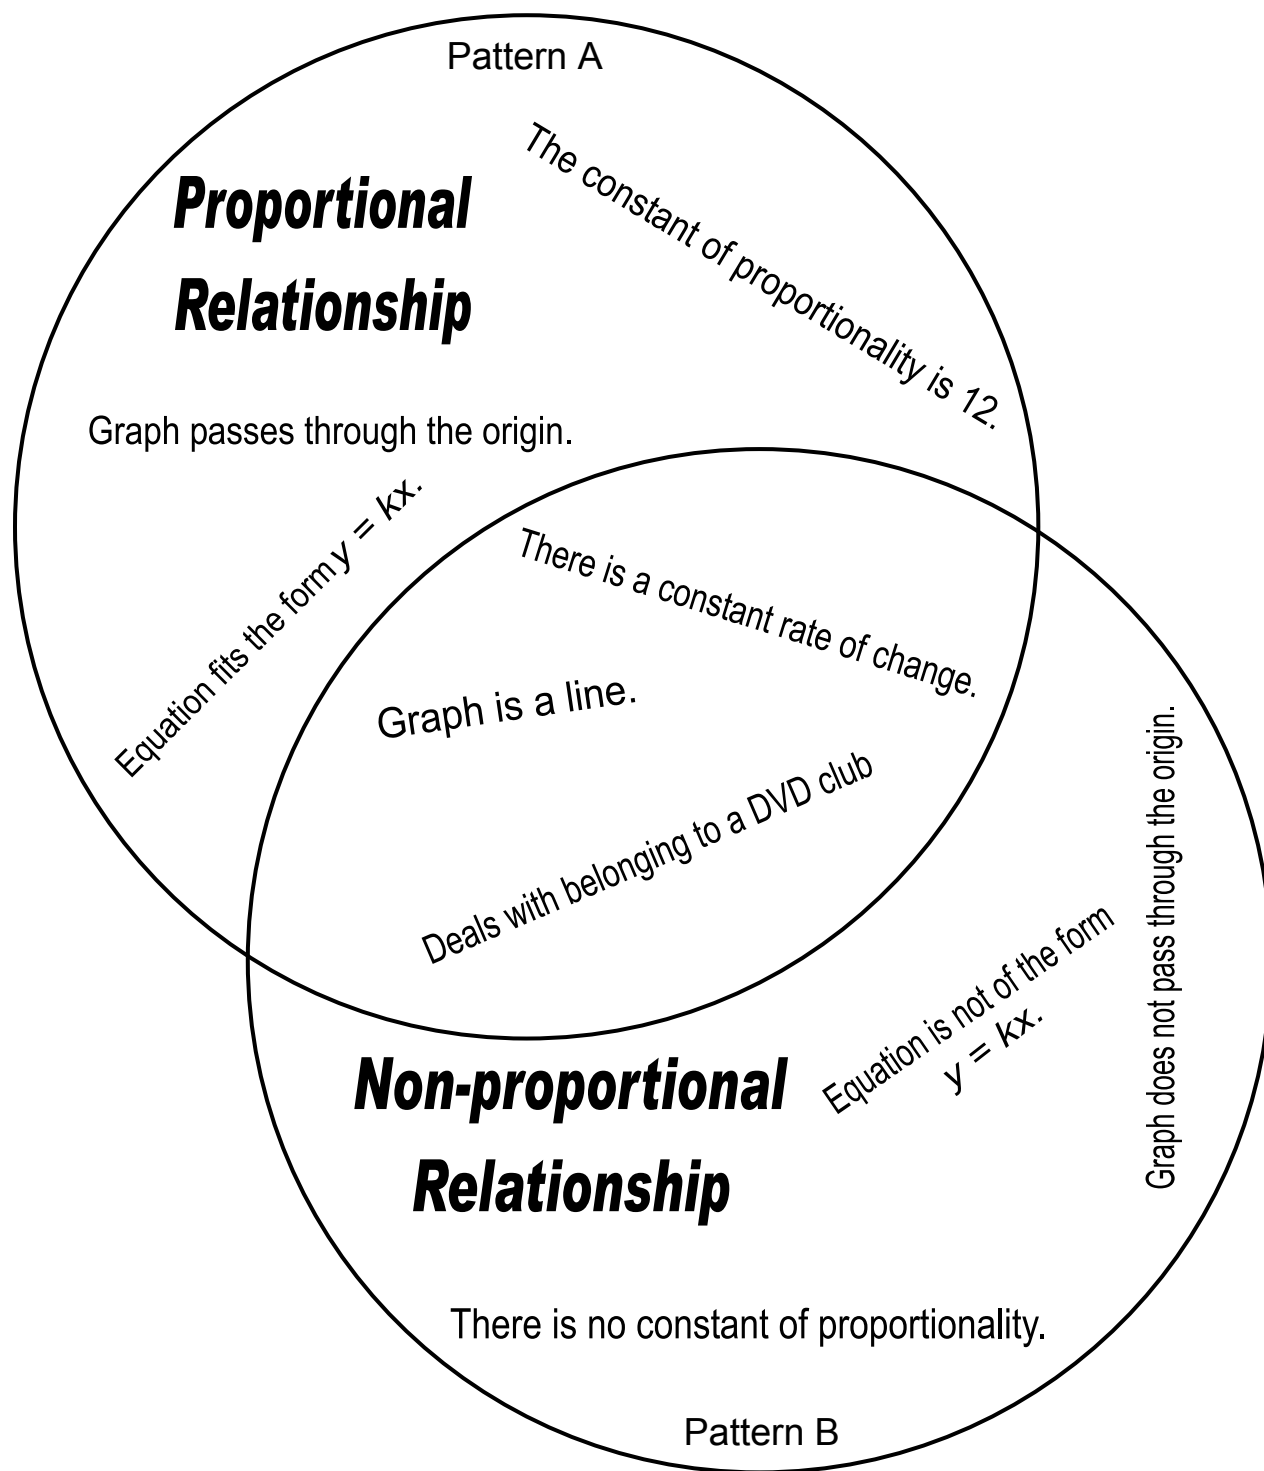 Pattern A
The constant of proportionality is 12.
Proportional
Relationship
Graph passes through the origin.
Equation fits the form y = kx.
There is a constant rate of change.
Graph is a line.
Deals with belonging to a DVD club
Graph does not pass through the origin.
Equation is not of the form
y = kx.
Non-proportional
Relationship
There is no constant of proportionality.
Pattern B